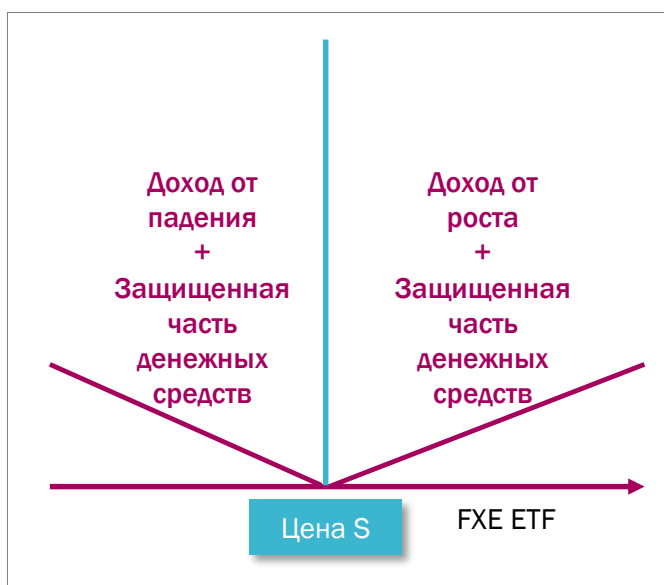 Доход от
падения
+
Защищенная
часть
денежных
средств
Доход от
роста
+
Защищенная
часть
денежных
средств
Цена S
FXE ETF